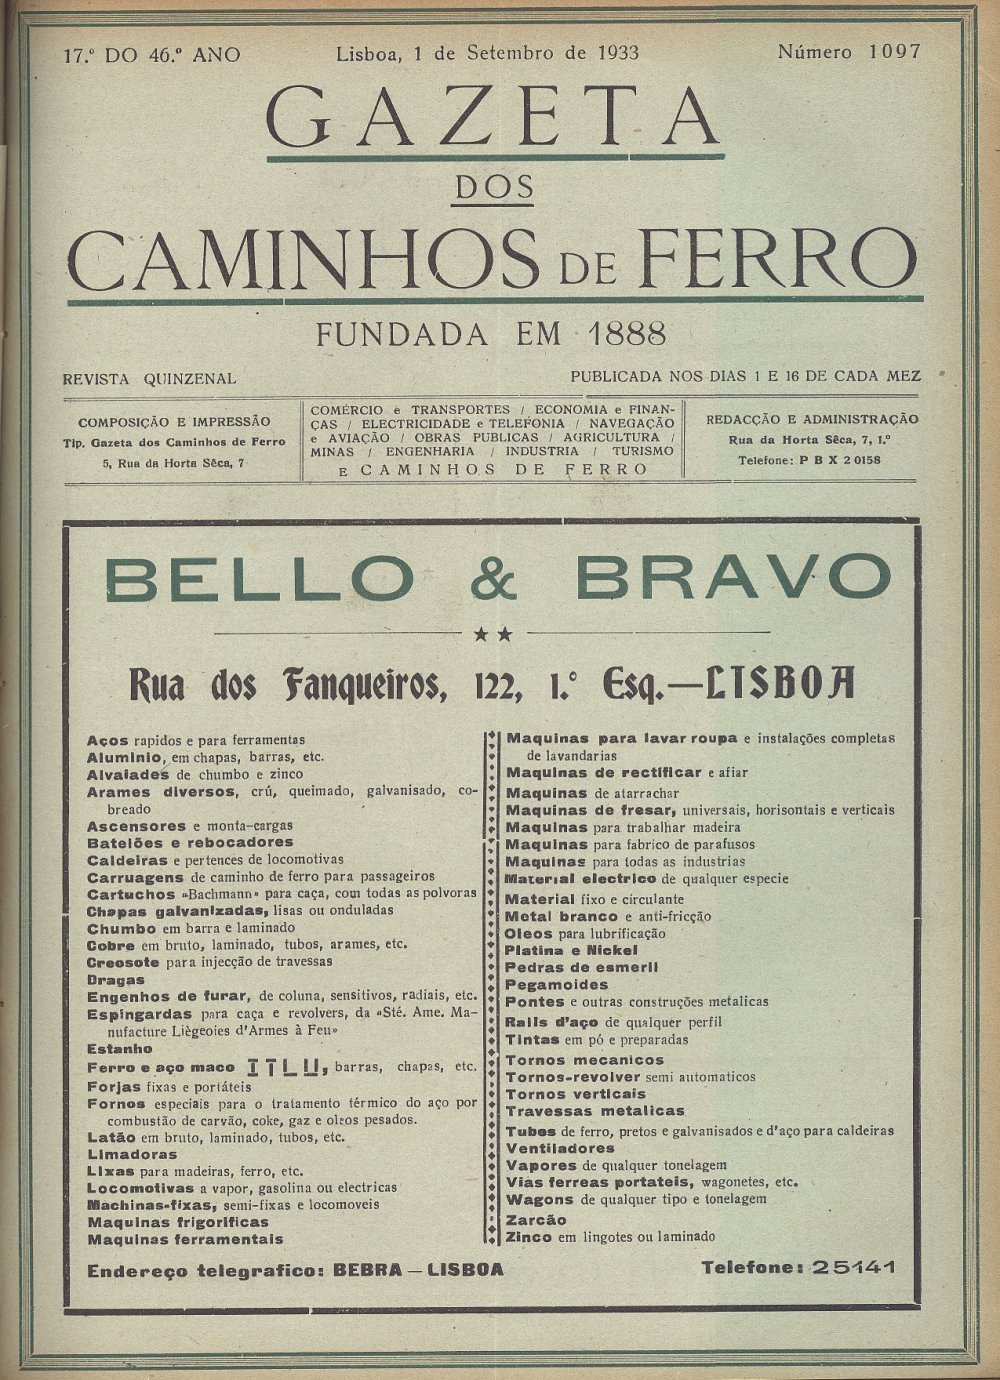 17.º DO 46.º ANO
Lisboa, 1 de Setembro de 1933
Número 1097
GAZETA
DOS
CAMINHOS DE FERRO
FUNDADA EM 1888
REVISTA QUINZENAL
PUBLICADA NOS DIAS 1 E 16 DE CADA MEZ
COMPOSIÇÃO E IMPRESSÃO
Tip. Gazeta dos Caminhos de Ferro
5, Rua da Horta Sêca, 7
COMÉRCIO e TRANSPORTES / ECONOMIA e FINAN-
ÇAS / ELECTRICIDADE e TELEFONIA / NAVEGAÇÃO
e AVIAÇÃO / OBRAS PUBLICAS / AGRICULTURA /
MINAS / ENGENHARIA / INDUSTRIA / TURISMO
E CAMINHOS DE FERRO
REDACÇÃO E ADMINISTRAÇÃO
Rua da Horta Sêca, 7, 1.º
Telefone: P B X 20158
BELLO & BRAVO
Rua dos Fanqueiros, 122, 1.º Esq.—LISBOA
Aços rapidos e para ferramentas
Aluminio, em chapas, barras, etc.
Alvaiades de chumbo e zinco
Arames diversos, crú, queimado, galvanisado, co-
breado
Ascensores e monta-cargas
Batelões e rebocadores
Caldeiras e pertences de locomotivas
Carruagens de caminho de ferro para passageiros
Cartuchos «Bachmann» para caça, com todas as polvoras
Chapas galvanizadas, lisas ou onduladas
Chumbo em barra e laminado
Cobre em bruto, laminado, tubos, arames, etc.
Creosote para injecção de travessas
Dragas
Engenhos de furar, de coluna, sensitivos, radiais, etc.
Espingardas para caça e revolvers, da «Sté. Ame. Ma-
nufacture Liègeoies d'Armes à Feu»
Estanho
Ferro e aço maco I T L U, barras, chapas, etc.
Forjas fixas e portáteis
Fornos especiais para o tratamento térmico do aço por
combustão de carvão, coke, gaz e oleos pesados.
Latão em bruto, laminado, tubos, etc.
Limadoras
Lixas para madeiras, ferro, etc.
Locomotivas a vapor, gasolina ou electricas
Machinas-fixas, semi-fixas e locomoveis
Maquinas frigorificas
Maquinas ferramentais
Maquinas para lavar roupa e instalações completas
de lavandarias
Maquinas de rectificar e afiar
Maquinas de atarrachar
Maquinas de fresar, universais, horisontais e verticais
Maquinas para trabalhar madeira
Maquinas para fabrico de parafusos
Maquinas para todas as industrias
Material electrico de qualquer especie
Material fixo e circulante
Metal branco e anti-fricção
Oleos para lubrificação
Platina e Nickel
Pedras de esmeril
Pegamoides
Pontes e outras construções metalicas
Rails d'aço de qualquer perfil
Tintas em pó e preparadas
Tornos mecanicos
Tornos-revolver semi automaticos
Tornos verticais
Travessas metalicas
Tubos de ferro, pretos e galvanisados e d'aço para caldeiras
Ventiladores
Vapores de qualquer tonelagem
Vias ferreas portateis, wagonetes, etc.
Wagons de qualquer tipo e tonelagem
Zarcão
Zinco em lingotes ou laminado
Endereço telegrafico: BEBRA — LISBOA
Telefone: 25141